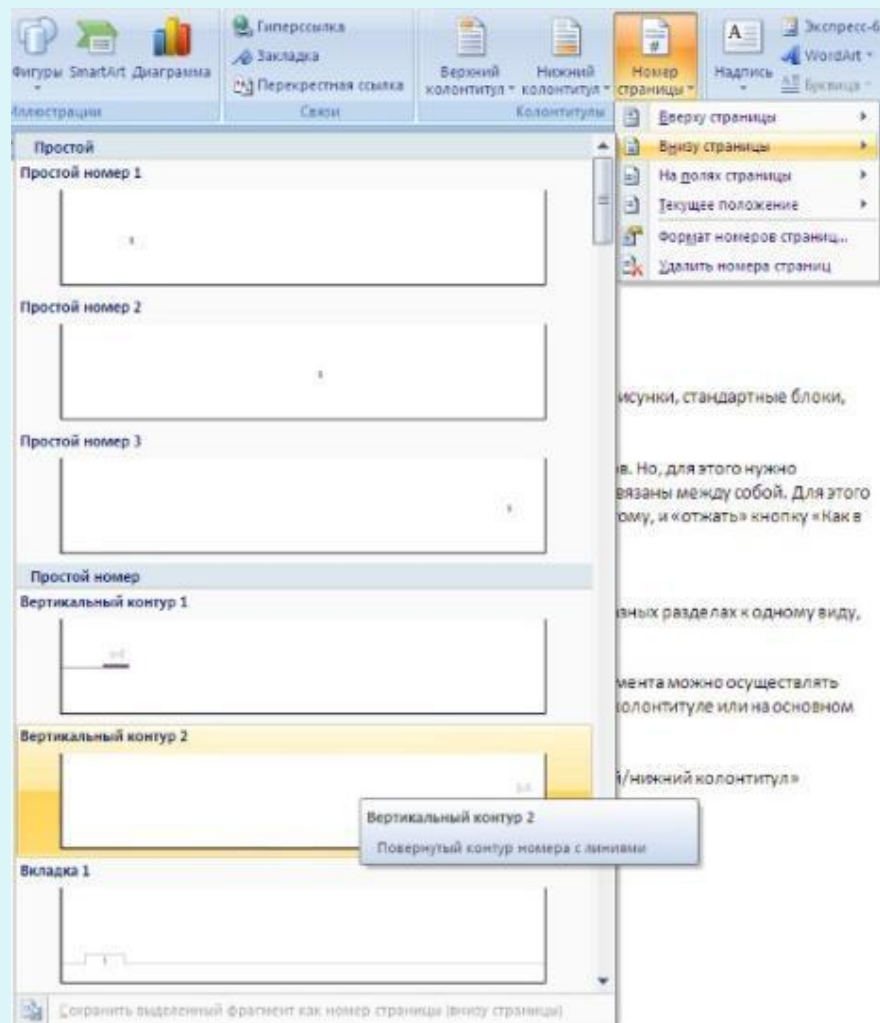 Гиперссылка
Закладка
Перекрестная ссылка
Связи
Фигуры SmartArt Диаграмма
Иллюстрации
Верхний колонтитул
Нижний колонтитул
Номер страницы
Колонтитулы
A
Надпись
Экспресс-б
WordArt
Буквица
Вверху страницы
Внизу страницы
На полях страницы
Текущее положение
Формат номеров страниц...
Удалить номера страниц
Простой
Простой номер 1
Простой номер 2
Простой номер 3
Простой номер
Вертикальный контур 1
Вертикальный контур 2
Вертикальный контур 2
Повернутый контур номера с линиями
Вкладка 1
Сохранить выделенный фрагмент как номер страницы (внизу страницы)
исунки, стандартные блоки,
в. Но, для этого нужно
вязаны между собой. Для этого
ому, и «отжать» кнопку «Как в
зных разделах к одному виду,
мента можно осуществлять
колонтитуле или на основном
й/нижний колонтитул»